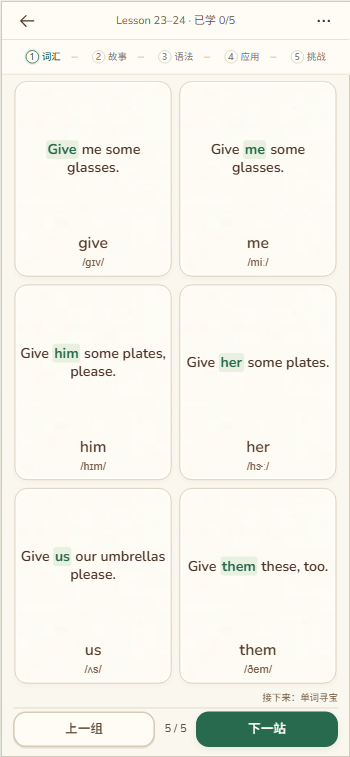 Lesson 23–24 · 已学 0/5
1 词汇 – 2 故事 – 3 语法 – 4 应用 – 5 挑战
Give me some
glasses.
give
/ɡɪv/
Give me some
glasses.
me
/miː/
Give him some plates,
please.
him
/hɪm/
Give her some plates.
her
/hɝː/
Give us our umbrellas
please.
us
/ʌs/
Give them these, too.
them
/ðem/
接下来：单词寻宝
上一组
5 / 5
下一站